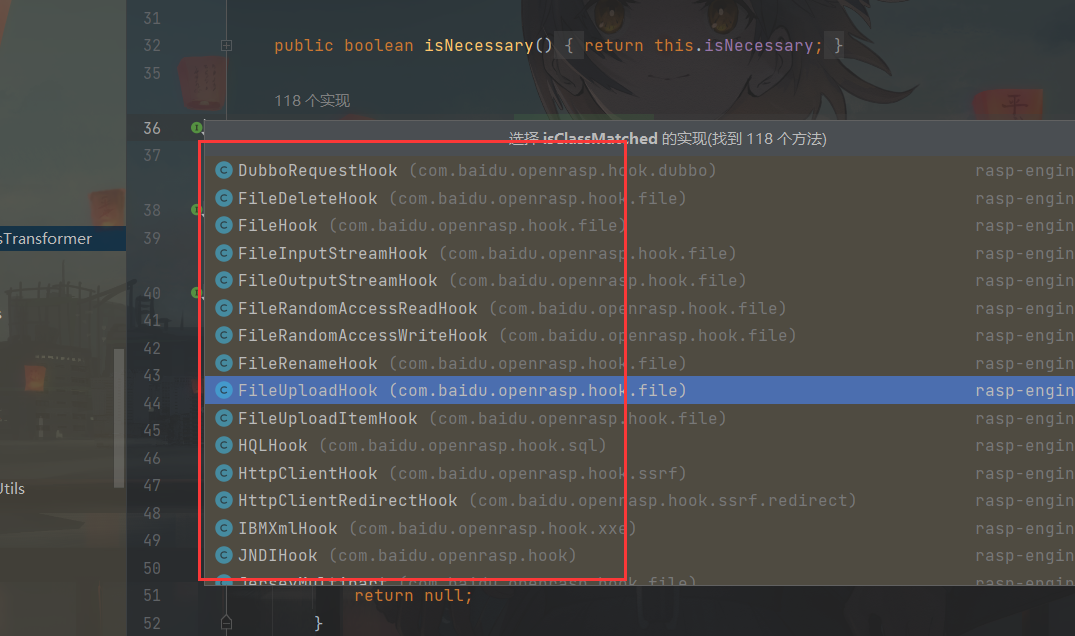 31
32 public boolean isNecessary() { return this.isNecessary; }
35
118 个实现
36
选择 isClassMatched 的实现(找到 118 个方法)
37
DubboRequestHook (com.baidu.openrasp.hook.dubbo) rasp-engin
FileDeleteHook (com.baidu.openrasp.hook.file) rasp-engin
38
FileHook (com.baidu.openrasp.hook.file) rasp-engin
39
sTransformer
FileInputStreamHook (com.baidu.openrasp.hook.file) rasp-engin
FileOutputStreamHook (com.baidu.openrasp.hook.file) rasp-engin
40
FileRandomAccessReadHook (com.baidu.openrasp.hook.file) rasp-engin
41
FileRandomAccessWriteHook (com.baidu.openrasp.hook.file) rasp-engin
42
FileRenameHook (com.baidu.openrasp.hook.file) rasp-engin
43
FileUploadHook (com.baidu.openrasp.hook.file) rasp-engin
44
FileUploadItemHook (com.baidu.openrasp.hook.file) rasp-engin
45
HQLHook (com.baidu.openrasp.hook.sql) rasp-engin
46
HttpClientHook (com.baidu.openrasp.hook.ssrf) rasp-engin
47
Utils
HttpClientRedirectHook (com.baidu.openrasp.hook.ssrf.redirect) rasp-engin
48
IBMXmlHook (com.baidu.openrasp.hook.xxe) rasp-engin
49
JNDIHook (com.baidu.openrasp.hook) rasp-engin
50
51 return null;
52 }